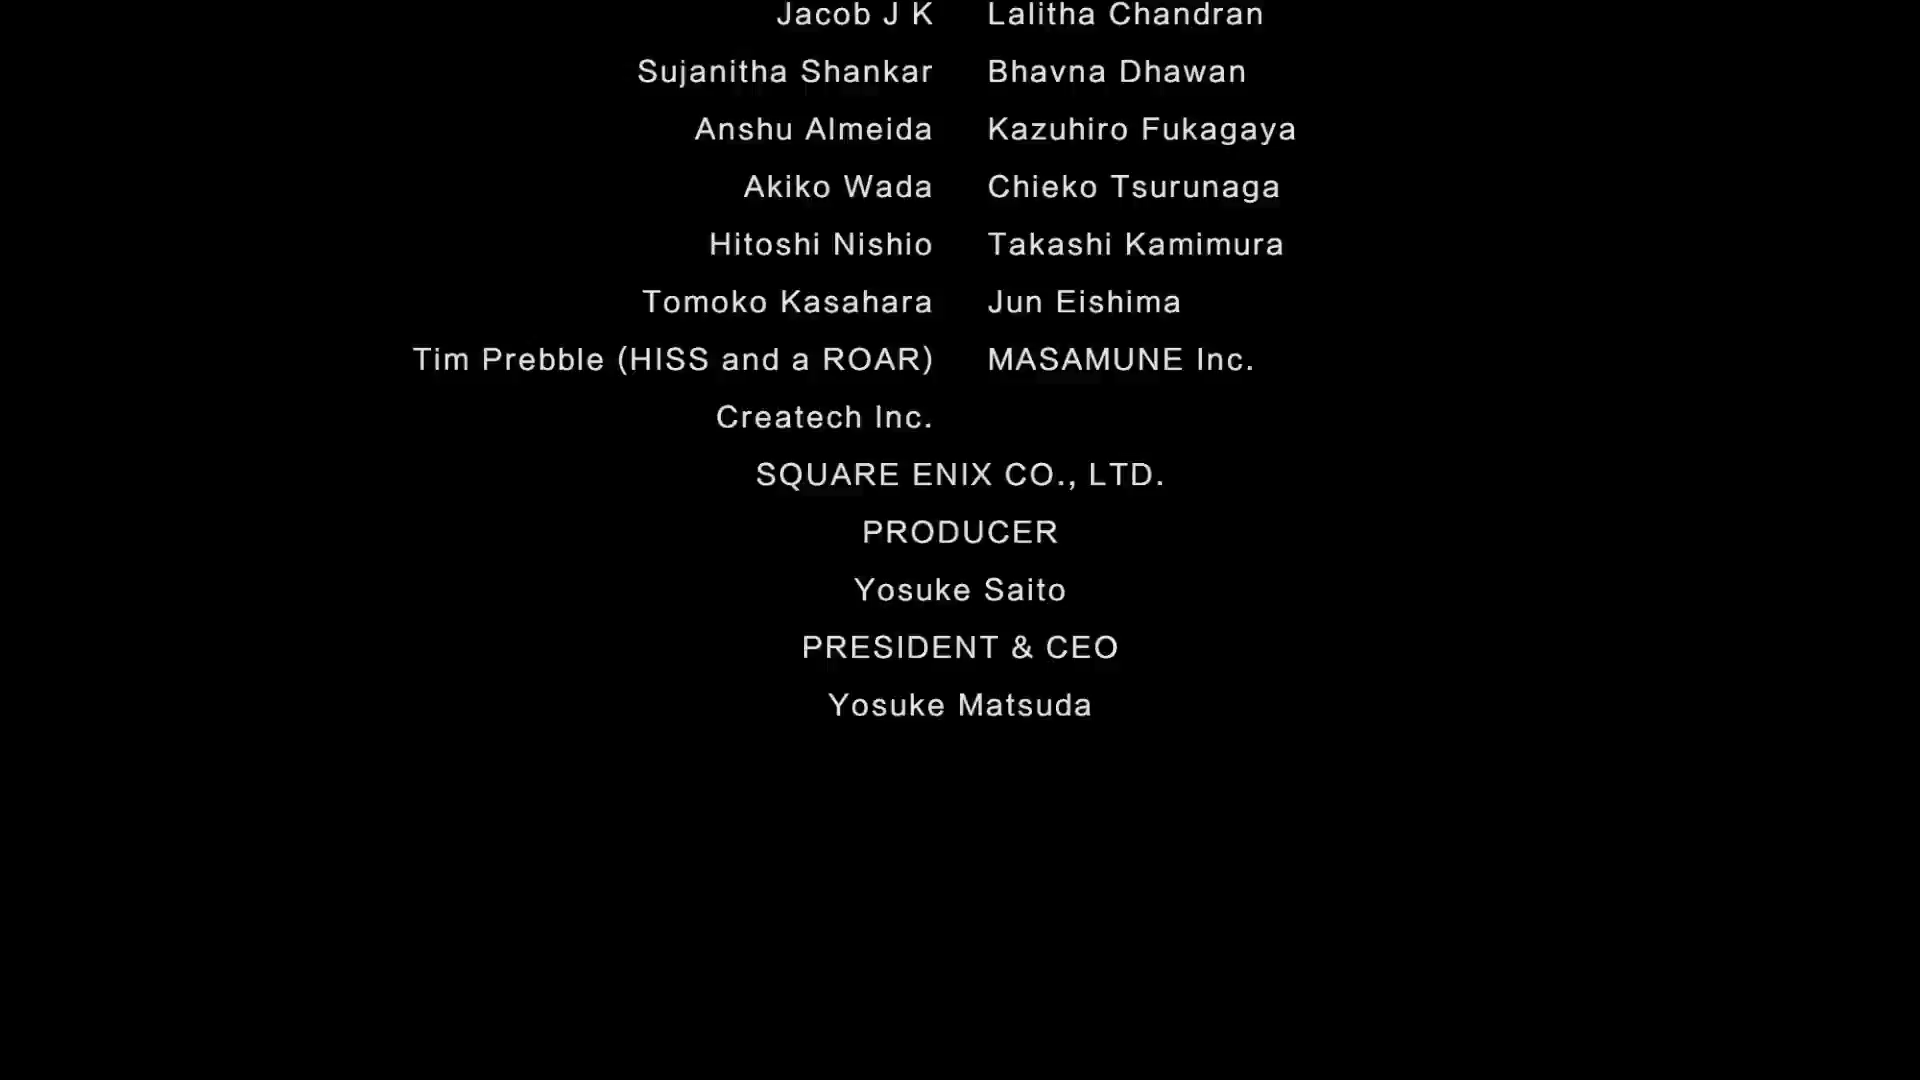 Jacob J K Lalitha Chandran
Sujanitha Shankar Bhavna Dhawan
Anshu Almeida Kazuhiro Fukagaya
Akiko Wada Chieko Tsurunaga
Hitoshi Nishio Takashi Kamimura
Tomoko Kasahara Jun Eishima
Tim Prebble (HISS and a ROAR) MASAMUNE Inc.
Createch Inc.
SQUARE ENIX CO., LTD.
PRODUCER
Yosuke Saito
PRESIDENT & CEO
Yosuke Matsuda